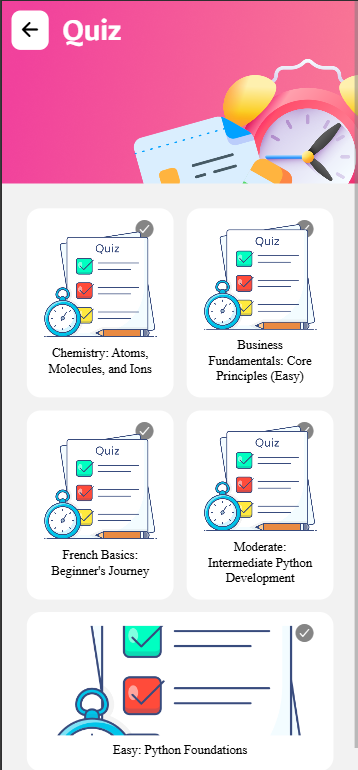 Quiz
Quiz
Chemistry: Atoms,
Molecules, and Ions
Quiz
Business
Fundamentals: Core
Principles (Easy)
Quiz
French Basics:
Beginner's Journey
Quiz
Moderate:
Intermediate Python
Development
Easy: Python Foundations